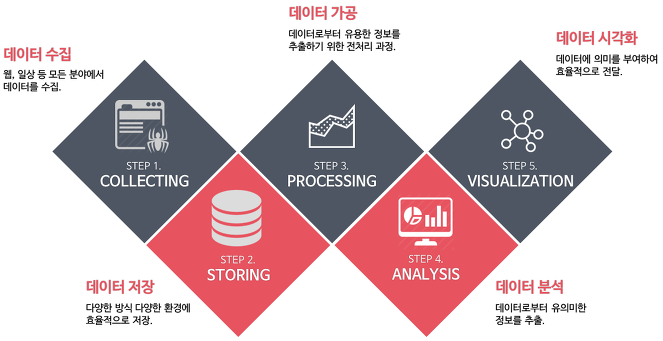 데이터 수집
웹, 일상 등 모든 분야에서
데이터를 수집.
STEP 1.
COLLECTING
데이터 저장
다양한 방식 다양한 환경에
효율적으로 저장.
STEP 2.
STORING
데이터 가공
데이터로부터 유용한 정보를
추출하기 위한 전처리 과정.
STEP 3.
PROCESSING
데이터 분석
데이터로부터 유의미한
정보를 추출.
STEP 4.
ANALYSIS
데이터 시각화
데이터에 의미를 부여하여
효율적으로 전달.
STEP 5.
VISUALIZATION